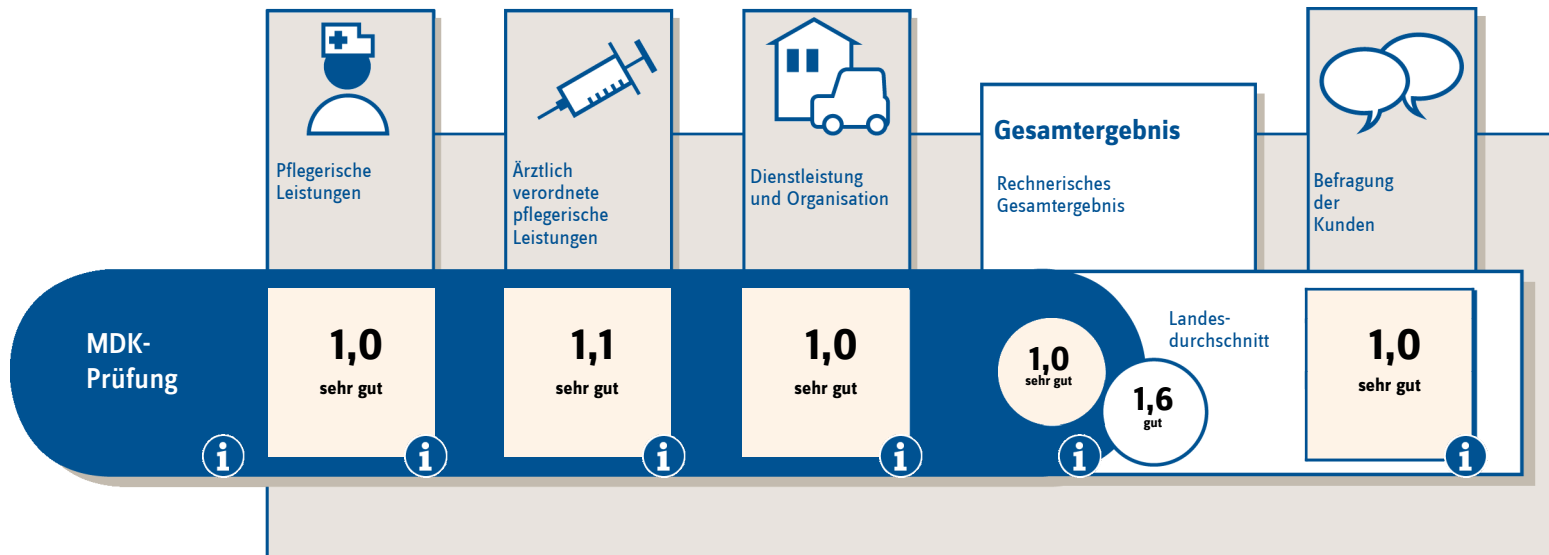 Pflegerische
Leistungen
Ärztlich
verordnete
pflegerische
Leistungen
Dienstleistung
und Organisation
Gesamtergebnis
Rechnerisches
Gesamtergebnis
Befragung
der
Kunden
MDK-
Prüfung
1,0
sehr gut
1,1
sehr gut
1,0
sehr gut
1,0
sehr gut
Landes-
durchschnitt
1,6
gut
1,0
sehr gut
i
i
i
i
i
i